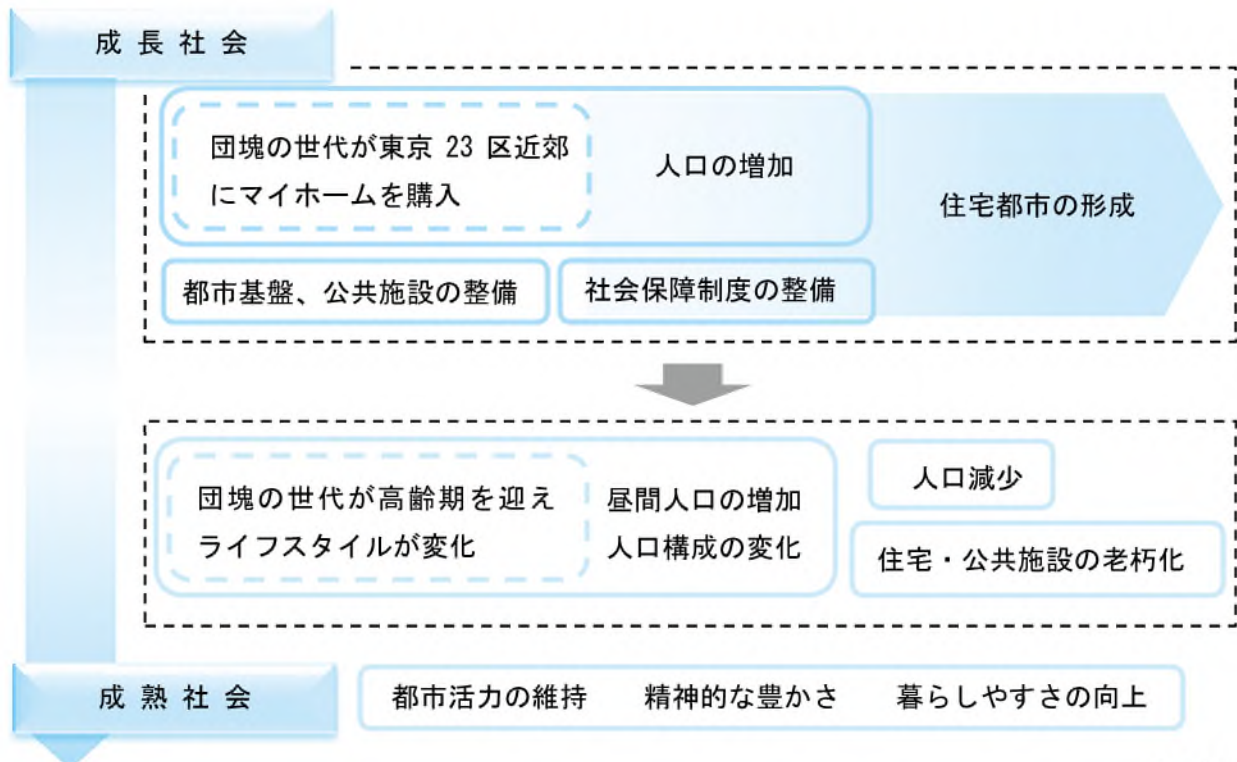 成長社会
団塊の世代が東京 23 区近郊
にマイホームを購入
人口の増加
住宅都市の形成
都市基盤、公共施設の整備
社会保障制度の整備
団塊の世代が高齢期を迎え
ライフスタイルが変化
昼間人口の増加
人口構成の変化
人口減少
住宅・公共施設の老朽化
成熟社会
都市活力の維持 精神的な豊かさ 暮らしやすさの向上